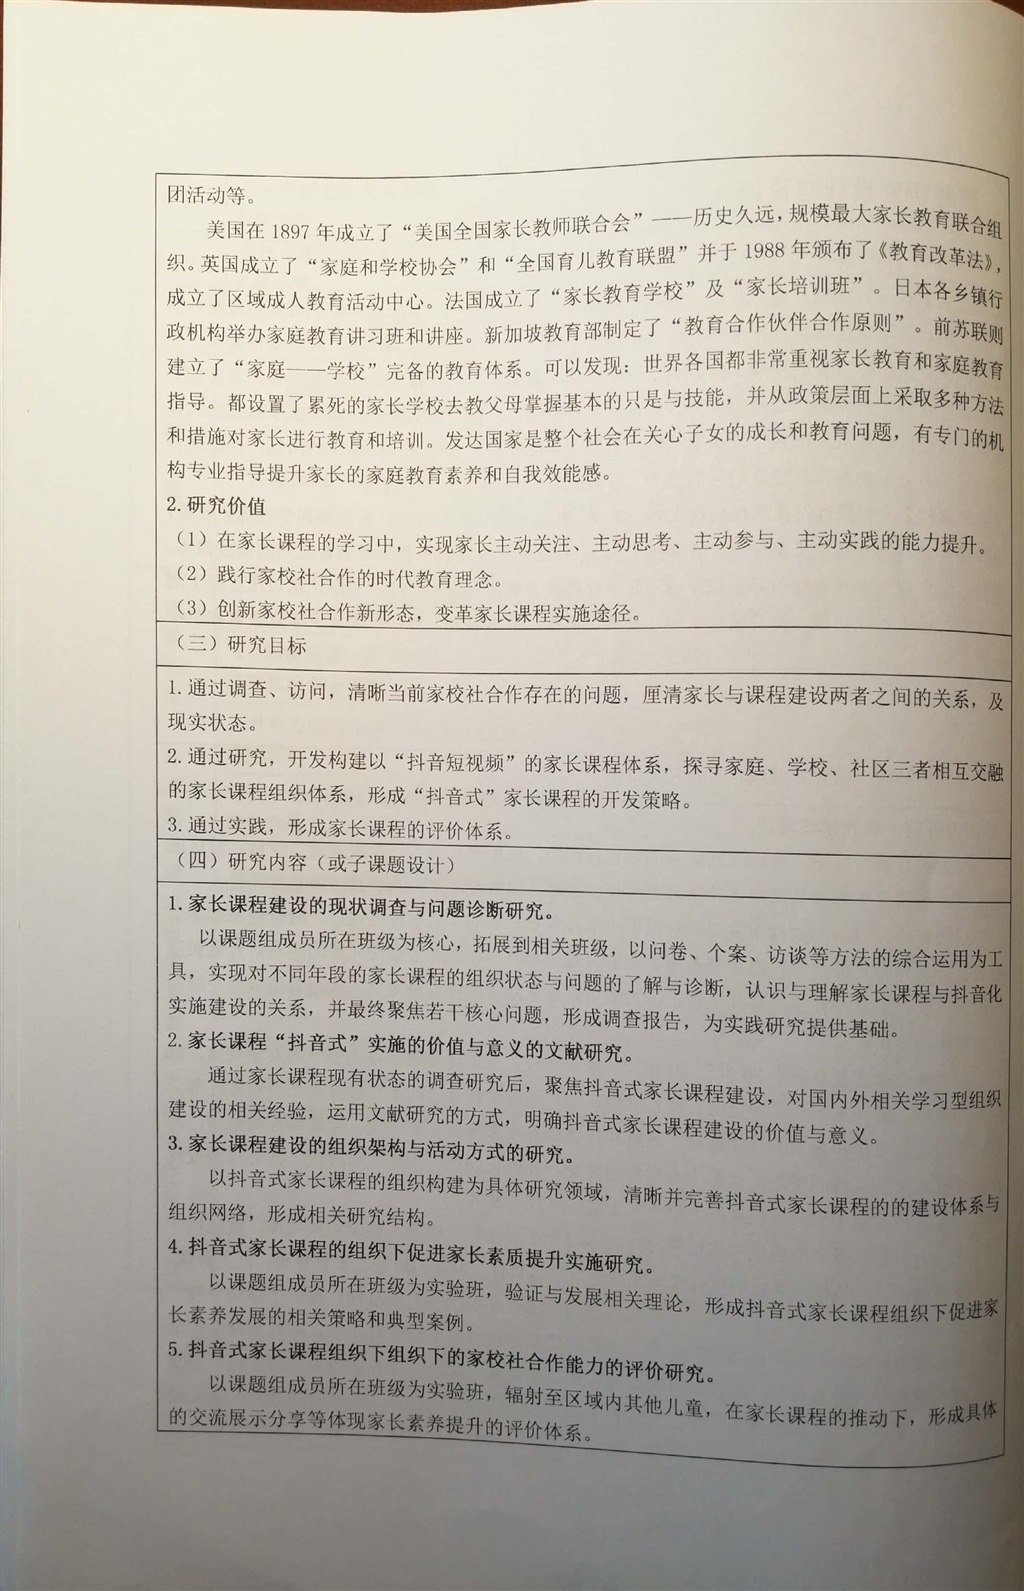 团活动等。
美国在 1897 年成立了“美国全国家长教师联合会”——历史久远，规模最大家长教育联合组
织。英国成立了“家庭和学校协会”和“全国育儿教育联盟”并于 1988 年颁布了《教育改革法》，
成立了区域成人教育活动中心。法国成立了“家长教育学校”及“家长培训班”。日本各乡镇行
政机构举办家庭教育讲习班和讲座。新加坡教育部制定了“教育合作伙伴合作原则”。前苏联则
建立了“家庭——学校”完备的教育体系。可以发现：世界各国都非常重视家长教育和家庭教育
指导。都设置了累死的家长学校去教父母掌握基本的只是与技能，并从政策层面上采取多种方法
和措施对家长进行教育和培训。发达国家是整个社会在关心子女的成长和教育问题，有专门的机
构专业指导提升家长的家庭教育素养和自我效能感。
2. 研究价值
（1）在家长课程的学习中，实现家长主动关注、主动思考、主动参与、主动实践的能力提升。
（2）践行家校社合作的时代教育理念。
（3）创新家校社合作新形态，变革家长课程实施途径。
（三）研究目标
1. 通过调查、访问，清晰当前家校社合作存在的问题，厘清家长与课程建设两者之间的关系，及
现实状态。
2. 通过研究，开发构建以“抖音短视频”的家长课程体系，探寻家庭、学校、社区三者相互交融
的家长课程组织体系，形成“抖音式”家长课程的开发策略。
3. 通过实践，形成家长课程的评价体系。
（四）研究内容（或子课题设计）
1. 家长课程建设的现状调查与问题诊断研究。
以课题组成员所在班级为核心，拓展到相关班级，以问卷、个案、访谈等方法的综合运用为工
具，实现对不同年段的家长课程的组织状态与问题的了解与诊断，认识与理解家长课程与抖音化
实施建设的关系，并最终聚焦若干核心问题，形成调查报告，为实践研究提供基础。
2. 家长课程“抖音式”实施的价值与意义的文献研究。
通过家长课程现有状态的调查研究后，聚焦抖音式家长课程建设，对国内外相关学习型组织
建设的相关经验，运用文献研究的方式，明确抖音式家长课程建设的价值与意义。
3. 家长课程建设的组织架构与活动方式的研究。
以抖音式家长课程的组织构建为具体研究领域，清晰并完善抖音式家长课程的的建设体系与
组织网络，形成相关研究结构。
4. 抖音式家长课程的组织下促进家长素质提升实施研究。
以课题组成员所在班级为实验班，验证与发展相关理论，形成抖音式家长课程组织下促进家
长素养发展的相关策略和典型案例。
5. 抖音式家长课程组织下组织下的家校社合作能力的评价研究。
以课题组成员所在班级为实验班，辐射至区域内其他儿童，在家长课程的推动下，形成具体
的交流展示分享等体现家长素养提升的评价体系。